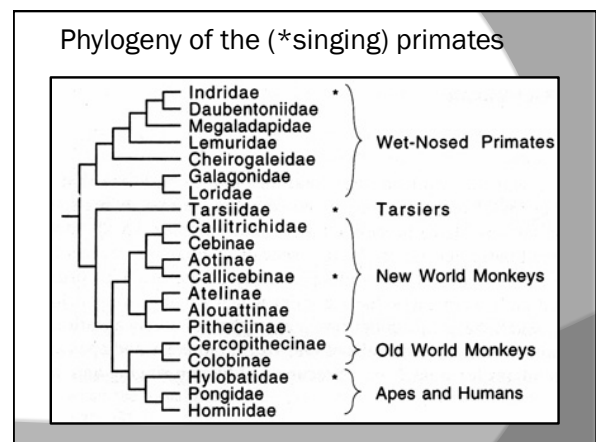 Phylogeny of the (*singing) primates
Indridae *
Daubentoniidae
Megaladapidae
Lemuridae
Cheirogaleidae
Galagonidae
Loridae
Wet-Nosed Primates
Tarsiidae * Tarsiers
Callitrichidae
Cebinae
Aotinae
Callicebinae *
Atelinae
Alouattinae
Pitheciinae
New World Monkeys
Cercopithecinae
Colobinae
Old World Monkeys
Hylobatidae *
Pongidae
Hominidae
Apes and Humans